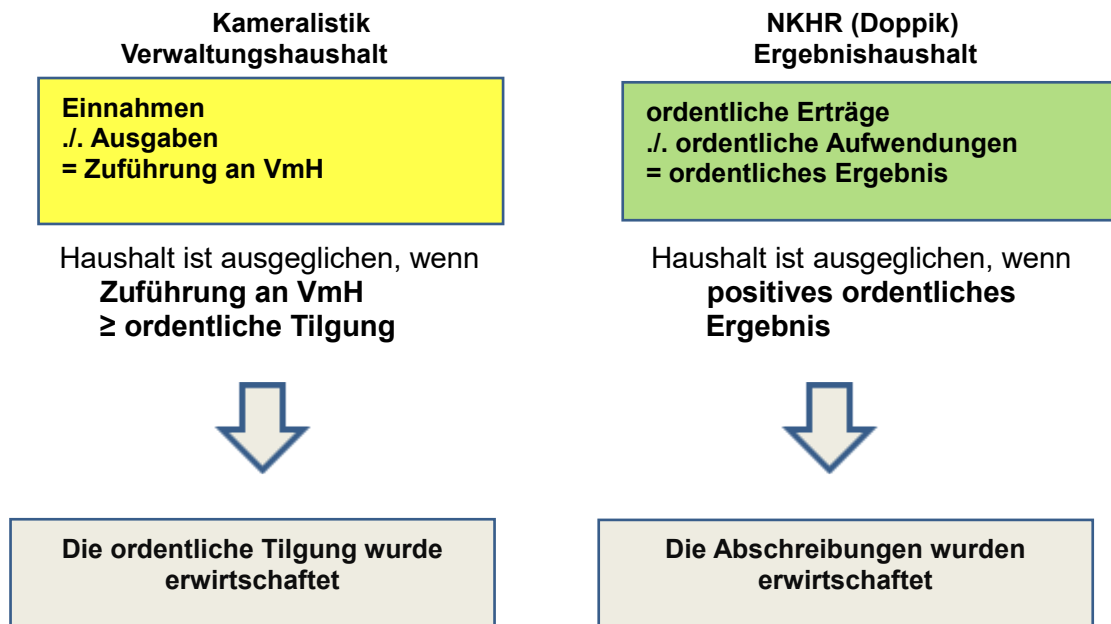 Kameralistik
Verwaltungshaushalt
Einnahmen
./. Ausgaben
= Zuführung an VmH
Haushalt ist ausgeglichen, wenn
Zuführung an VmH
≥ ordentliche Tilgung
Die ordentliche Tilgung wurde
erwirtschaftet
NKHR (Doppik)
Ergebnishaushalt
ordentliche Erträge
./. ordentliche Aufwendungen
= ordentliches Ergebnis
Haushalt ist ausgeglichen, wenn
positives ordentliches
Ergebnis
Die Abschreibungen wurden
erwirtschaftet